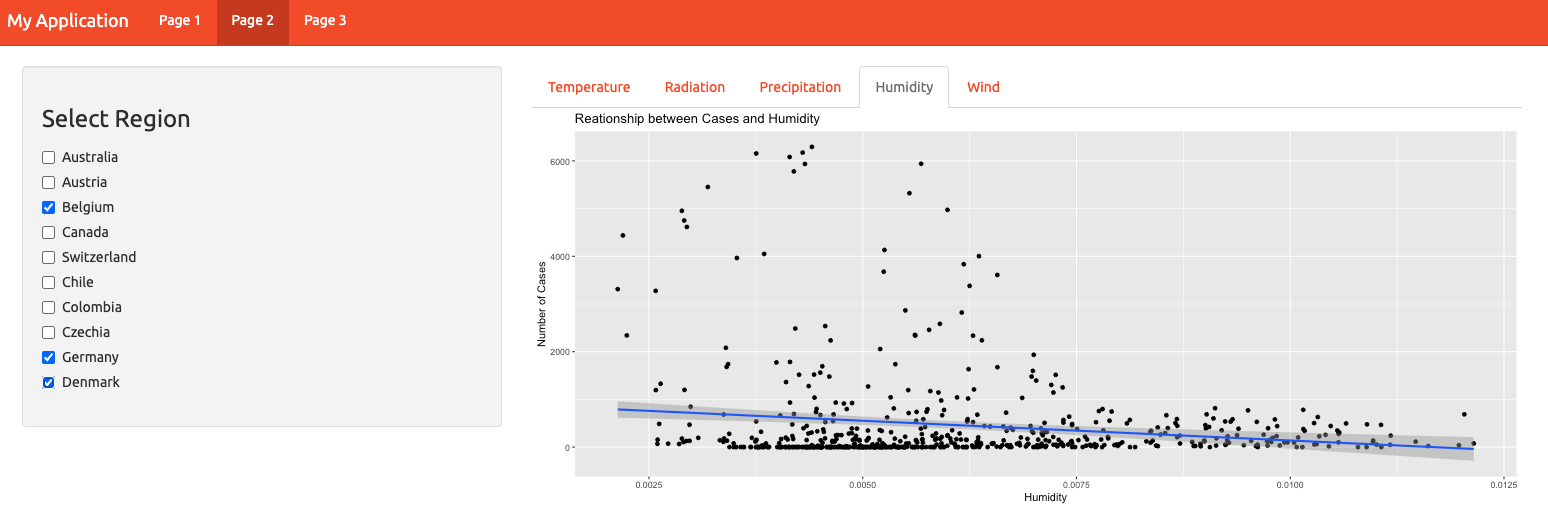 My Application Page 1 Page 2 Page 3
Select Region
Australia
Austria
Belgium
Canada
Switzerland
Chile
Colombia
Czechia
Germany
Denmark
Temperature Radiation Precipitation Humidity Wind
Reationship between Cases and Humidity
Number of Cases
6000
4000
2000
0
0.0025 0.0050 0.0075 0.0100 0.0125
Humidity